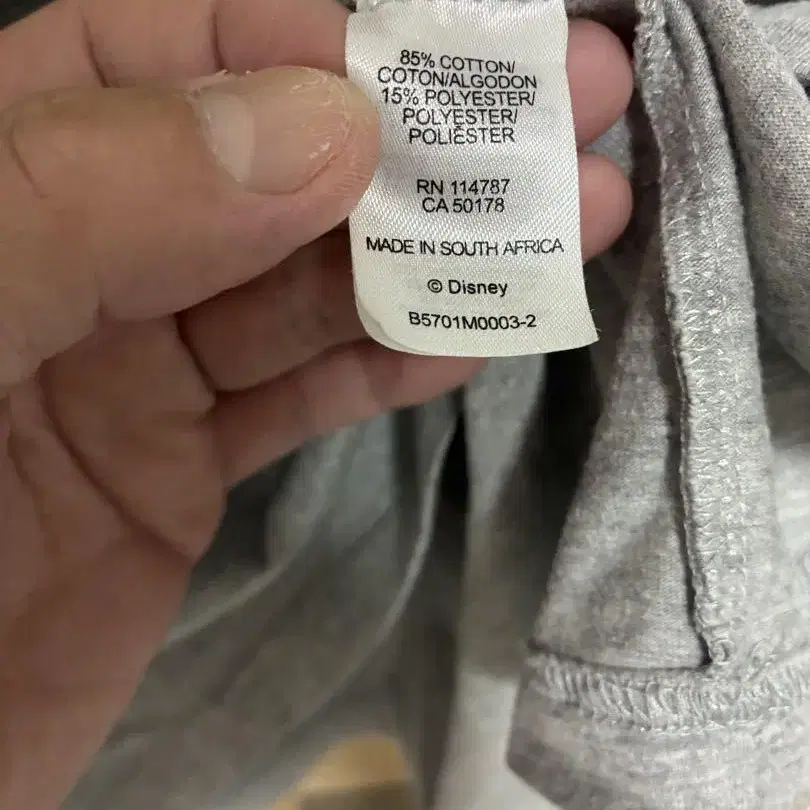 85% COTTON/
COTON/ALGODON
15% POLYESTER/
POLYESTER/
POLIÉSTER
RN 114787
CA 50178
MADE IN SOUTH AFRICA
© Disney
B5701M0003-2